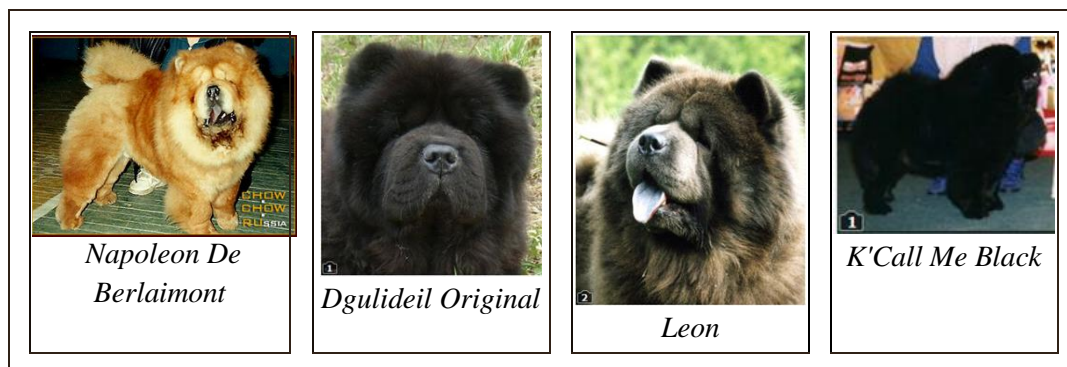 CHOW
CHOW
RUSSIA
Napoleon De
Berlaimont
1
Dgulideil Original
2
Leon
1
K'Call Me Black